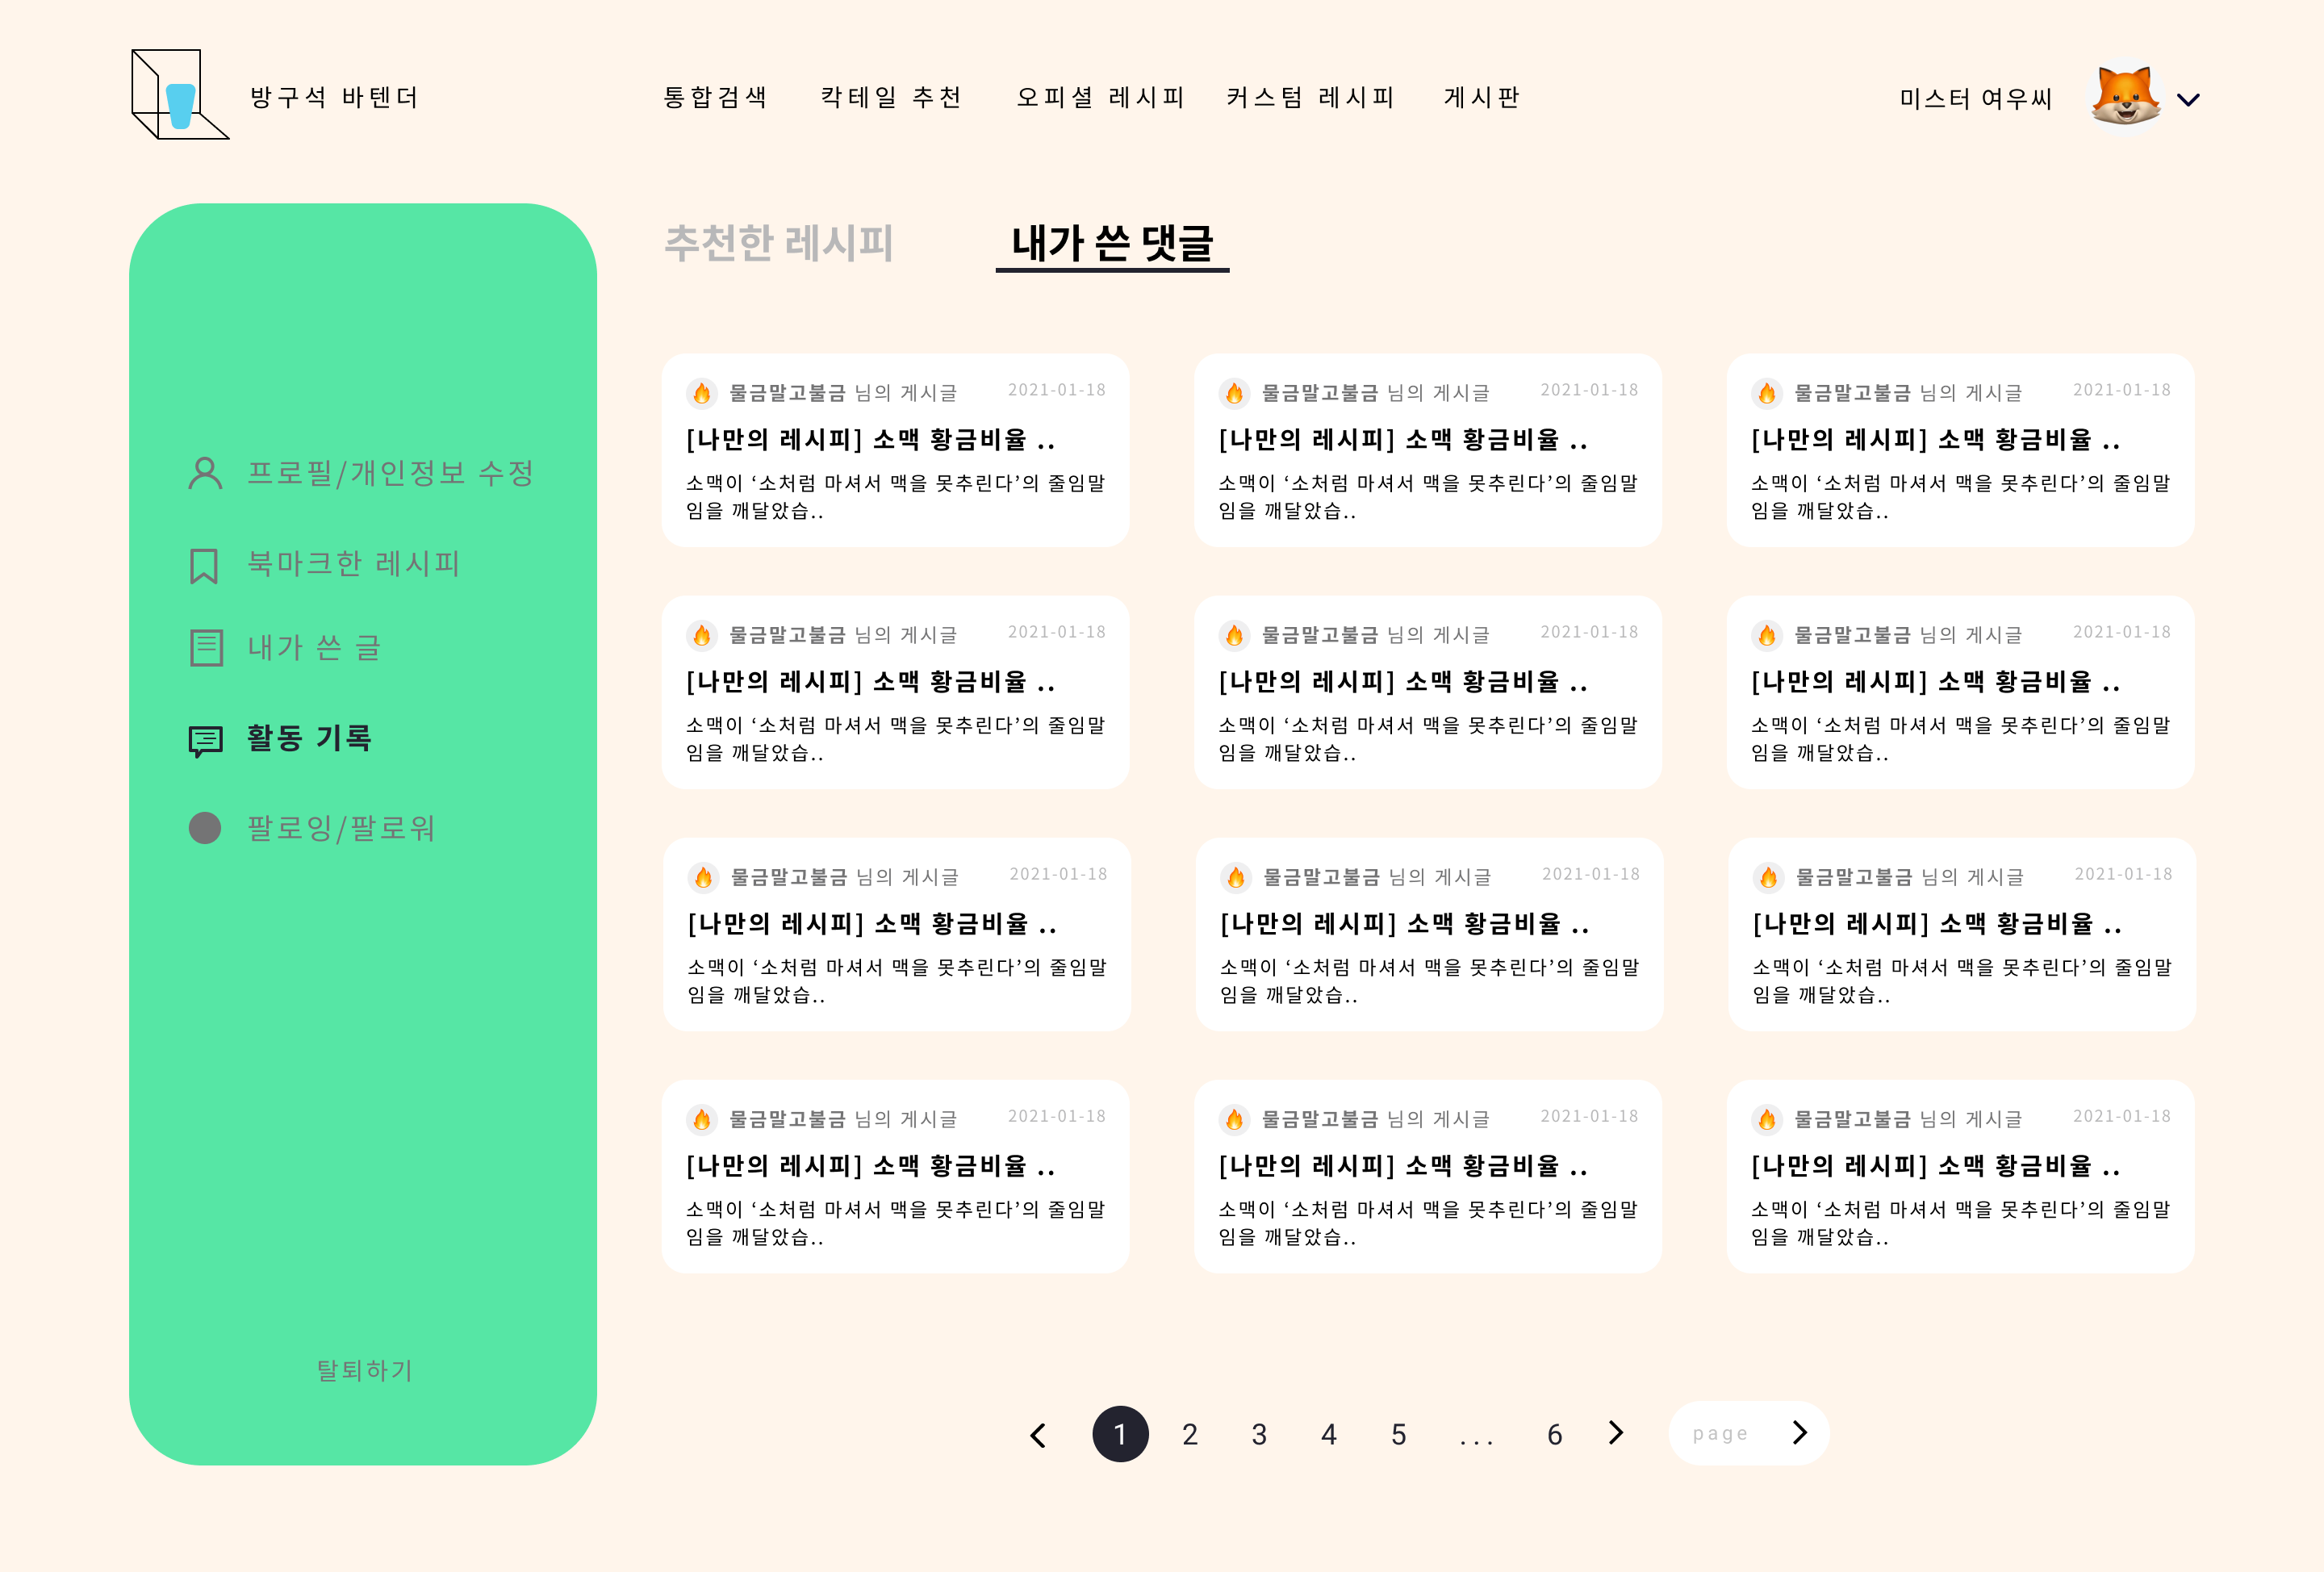 방구석 바텐더
통합검색 칵테일 추천 오피셜 레시피 커스텀 레시피 게시판
미스터 여우씨
프로필/개인정보 수정
북마크한 레시피
내가 쓴 글
활동 기록
팔로잉/팔로워
탈퇴하기
추천한 레시피 내가 쓴 댓글
물금말고불금 님의 게시글 2021-01-18
[나만의 레시피] 소맥 황금비율 ..
소맥이 ‘소처럼 마셔서 맥을 못추린다’의 줄임말
임을 깨달았습..
물금말고불금 님의 게시글 2021-01-18
[나만의 레시피] 소맥 황금비율 ..
소맥이 ‘소처럼 마셔서 맥을 못추린다’의 줄임말
임을 깨달았습..
물금말고불금 님의 게시글 2021-01-18
[나만의 레시피] 소맥 황금비율 ..
소맥이 ‘소처럼 마셔서 맥을 못추린다’의 줄임말
임을 깨달았습..
물금말고불금 님의 게시글 2021-01-18
[나만의 레시피] 소맥 황금비율 ..
소맥이 ‘소처럼 마셔서 맥을 못추린다’의 줄임말
임을 깨달았습..
물금말고불금 님의 게시글 2021-01-18
[나만의 레시피] 소맥 황금비율 ..
소맥이 ‘소처럼 마셔서 맥을 못추린다’의 줄임말
임을 깨달았습..
물금말고불금 님의 게시글 2021-01-18
[나만의 레시피] 소맥 황금비율 ..
소맥이 ‘소처럼 마셔서 맥을 못추린다’의 줄임말
임을 깨달았습..
물금말고불금 님의 게시글 2021-01-18
[나만의 레시피] 소맥 황금비율 ..
소맥이 ‘소처럼 마셔서 맥을 못추린다’의 줄임말
임을 깨달았습..
물금말고불금 님의 게시글 2021-01-18
[나만의 레시피] 소맥 황금비율 ..
소맥이 ‘소처럼 마셔서 맥을 못추린다’의 줄임말
임을 깨달았습..
물금말고불금 님의 게시글 2021-01-18
[나만의 레시피] 소맥 황금비율 ..
소맥이 ‘소처럼 마셔서 맥을 못추린다’의 줄임말
임을 깨달았습..
물금말고불금 님의 게시글 2021-01-18
[나만의 레시피] 소맥 황금비율 ..
소맥이 ‘소처럼 마셔서 맥을 못추린다’의 줄임말
임을 깨달았습..
물금말고불금 님의 게시글 2021-01-18
[나만의 레시피] 소맥 황금비율 ..
소맥이 ‘소처럼 마셔서 맥을 못추린다’의 줄임말
임을 깨달았습..
물금말고불금 님의 게시글 2021-01-18
[나만의 레시피] 소맥 황금비율 ..
소맥이 ‘소처럼 마셔서 맥을 못추린다’의 줄임말
임을 깨달았습..
1 2 3 4 5 ... 6 page